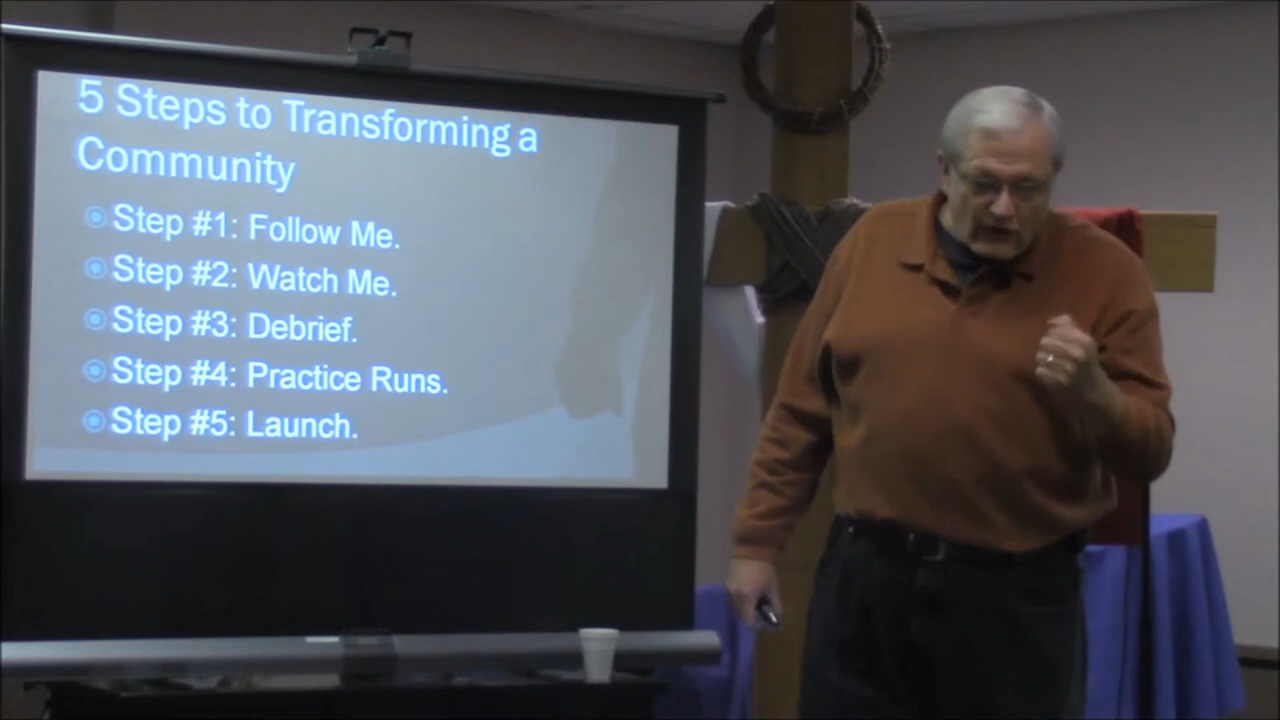 5 Steps to Transforming a
Community
Step #1: Follow Me.
Step #2: Watch Me.
Step #3: Debrief.
Step #4: Practice Runs.
Step #5: Launch.